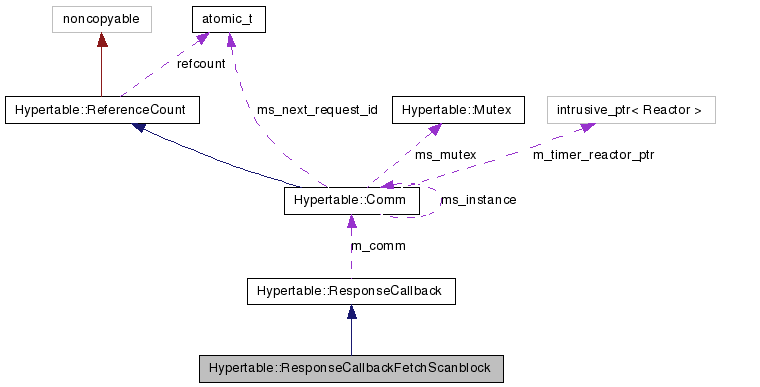 noncopyable
atomic_t
refcount
Hypertable::ReferenceCount
ms_next_request_id
Hypertable::Mutex
intrusive_ptr< Reactor >
ms_mutex
m_timer_reactor_ptr
Hypertable::Comm
ms_instance
m_comm
Hypertable::ResponseCallback
Hypertable::ResponseCallbackFetchScanblock